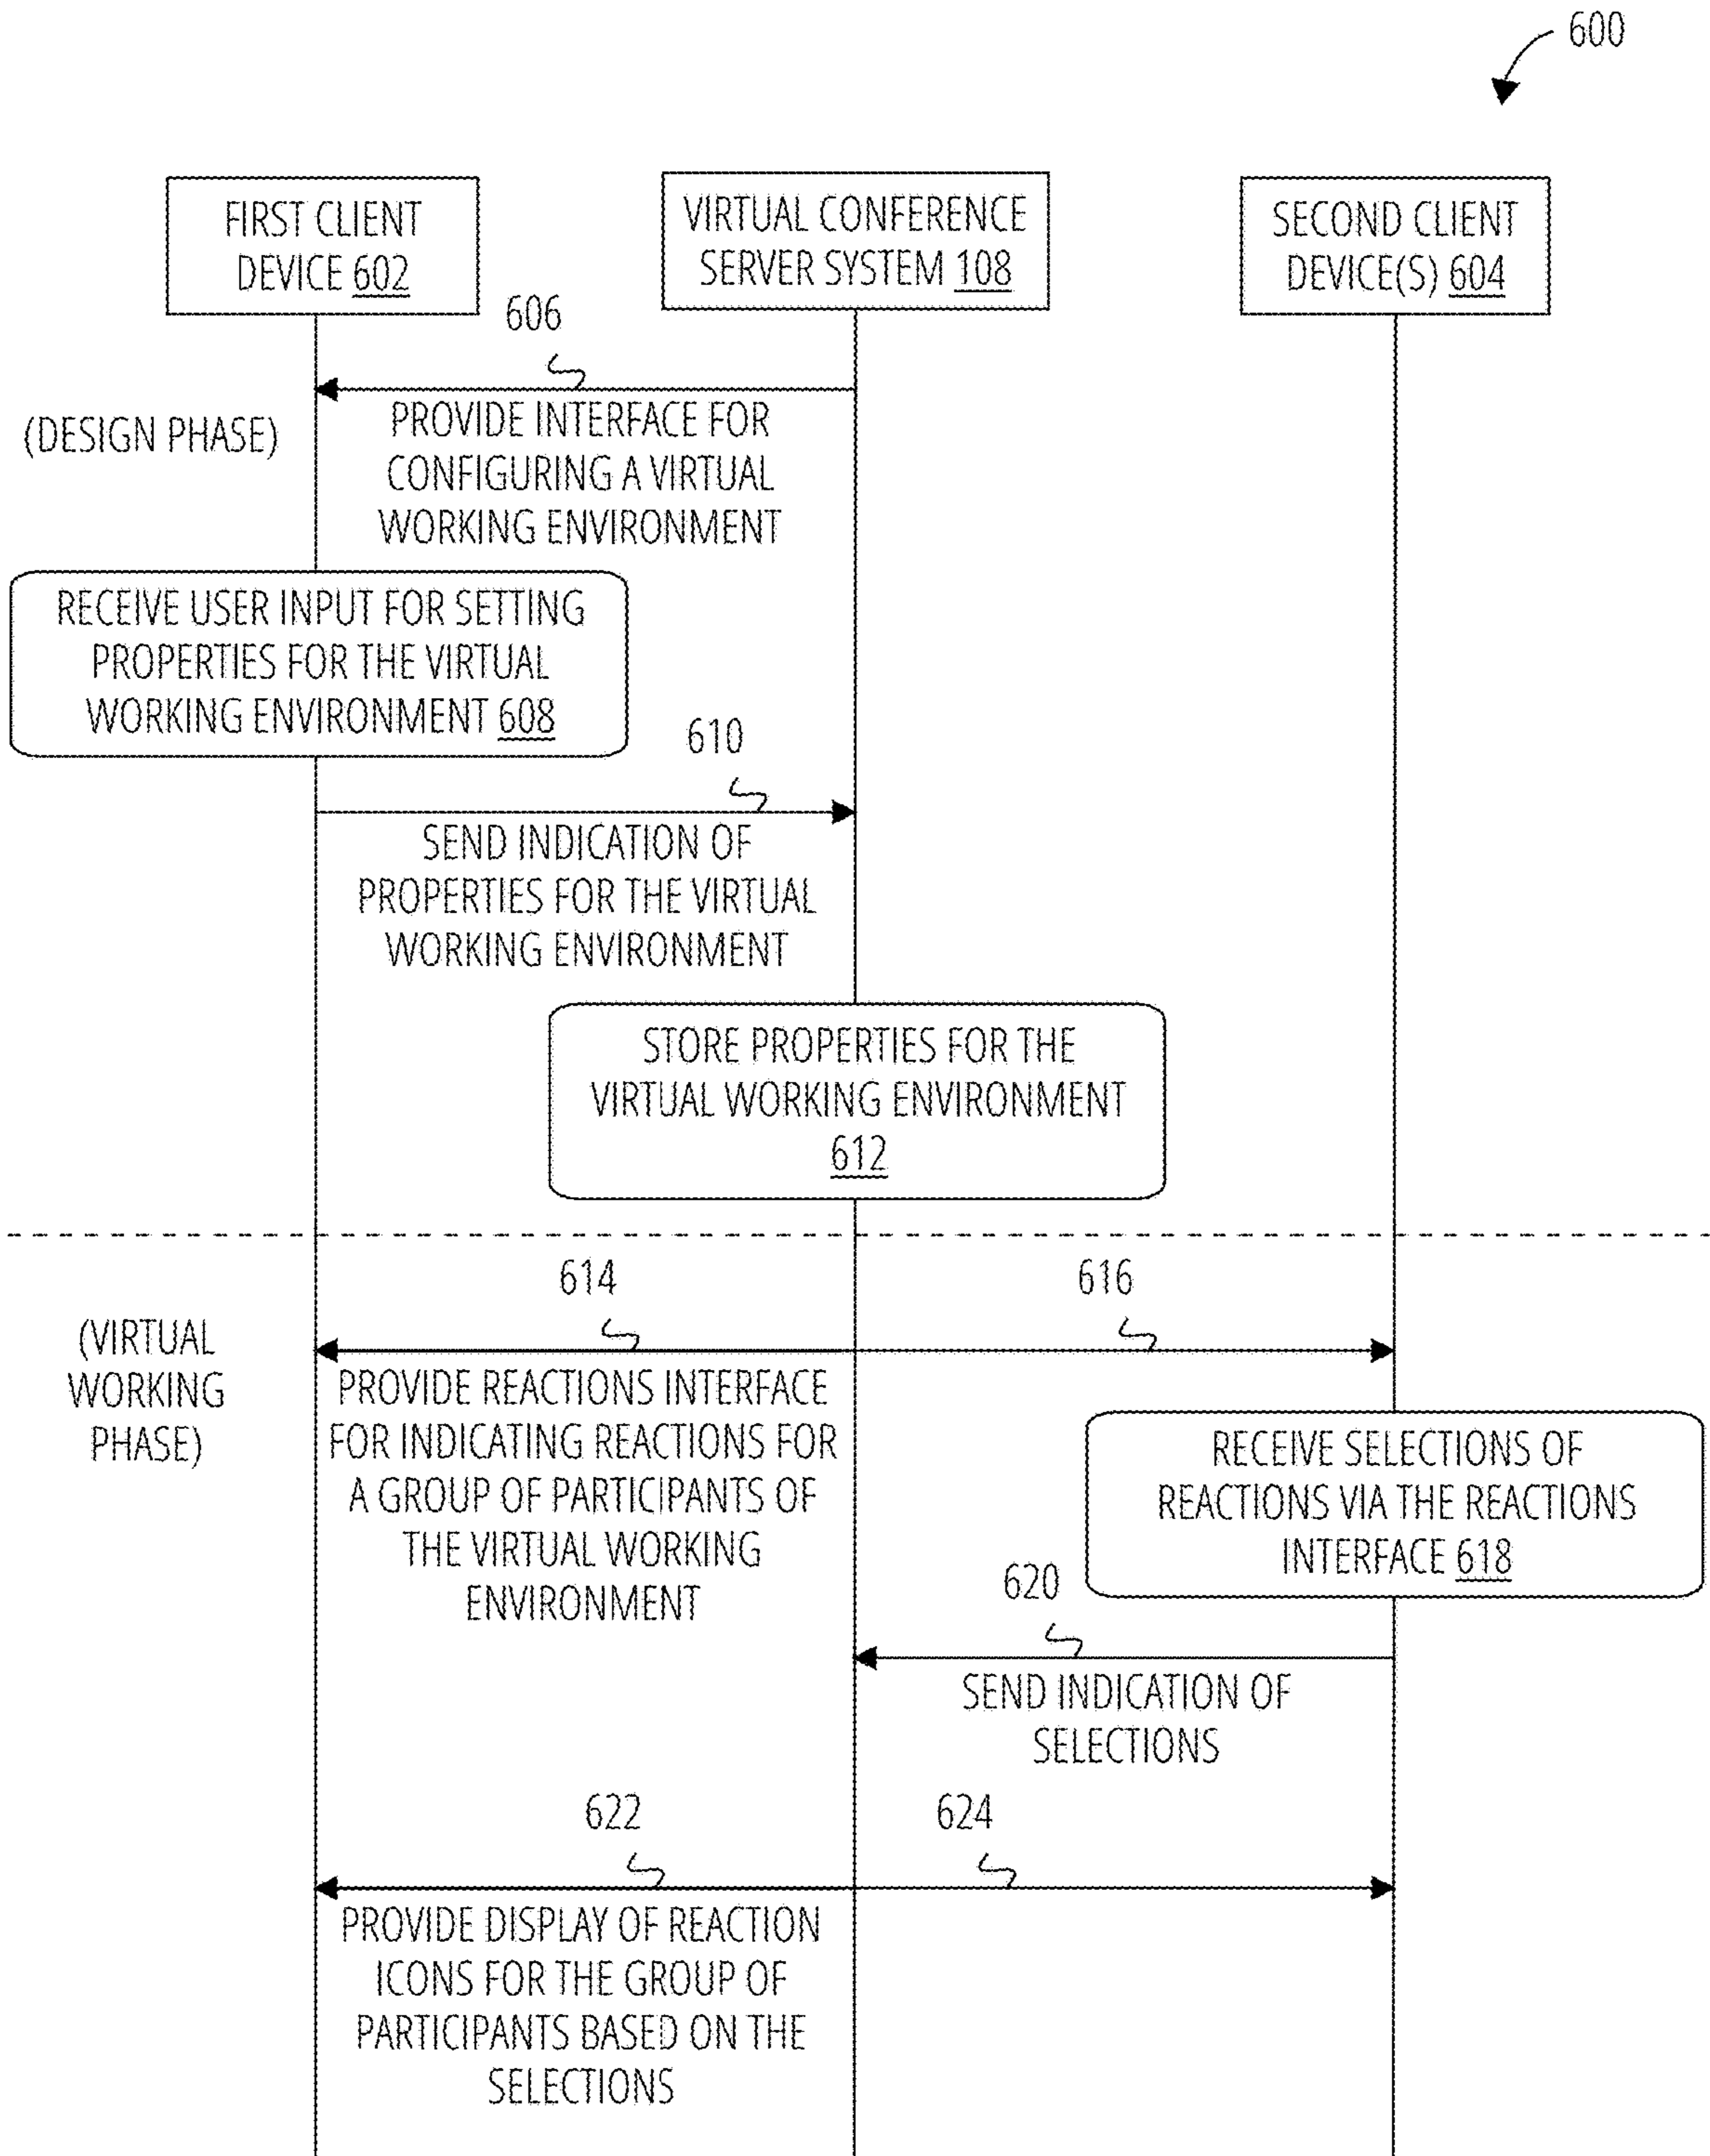 600
FIRST CLIENT
DEVICE 602
VIRTUAL CONFERENCE
SERVER SYSTEM 108
SECOND CLIENT
DEVICE(S) 604
606
(DESIGN PHASE)
PROVIDE INTERFACE FOR
CONFIGURING A VIRTUAL
WORKING ENVIRONMENT
RECEIVE USER INPUT FOR SETTING
PROPERTIES FOR THE VIRTUAL
WORKING ENVIRONMENT 608
610
SEND INDICATION OF
PROPERTIES FOR THE VIRTUAL
WORKING ENVIRONMENT
STORE PROPERTIES FOR THE
VIRTUAL WORKING ENVIRONMENT
612
614
616
(VIRTUAL
WORKING
PHASE)
PROVIDE REACTIONS INTERFACE
FOR INDICATING REACTIONS FOR
A GROUP OF PARTICIPANTS OF
THE VIRTUAL WORKING
ENVIRONMENT
RECEIVE SELECTIONS OF
REACTIONS VIA THE REACTIONS
INTERFACE 618
620
SEND INDICATION OF
SELECTIONS
622
624
PROVIDE DISPLAY OF REACTION
ICONS FOR THE GROUP OF
PARTICIPANTS BASED ON THE
SELECTIONS